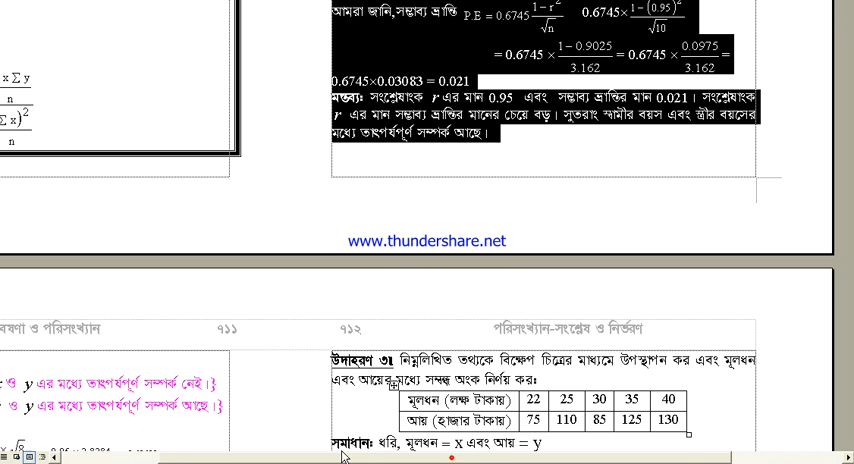 আমরা জানি,সম্ভাব্য ভ্রান্তি P.E = 0.6745 1−r²/√n 0.6745× 1−(0.95)²/√10
= 0.6745 × 1−0.9025/3.162 = 0.6745 × 0.0975/3.162 =
0.6745×0.03083 = 0.021
মন্তব্য: সংশ্লেষাংক r এর মান 0.95 এবং সম্ভাব্য ভ্রান্তির মান 0.021। সংশ্লেষাংক
r এর মান সম্ভাব্য ভ্রান্তির মানের চেয়ে বড়। সুতরাং স্বামীর বয়স এবং স্ত্রীর বয়সের
মধ্যে তাৎপর্যপূর্ণ সম্পর্ক আছে।
x ∑ y
n
∑ x)²
n
www.thundershare.net
বেষণা ও পরিসংখ্যান ৭১১
৭১২ পরিসংখ্যান-সংশ্লেষ ও নির্ভরণ
ও y এর মধ্যে তাৎপর্যপূর্ণ সম্পর্ক নেই।}
ও y এর মধ্যে তাৎপর্যপূর্ণ সম্পর্ক আছে।}
উদাহরণ ৩। নিম্নলিখিত তথ্যকে বিক্ষেপ চিত্রের মাধ্যমে উপস্থাপন কর এবং মূলধন
এবং আয়ের মধ্যে সম্বন্ধ অংক নির্ণয় কর:
মূলধন (লক্ষ টাকায়) 22 25 30 35 40
আয় (হাজার টাকায়) 75 110 85 125 130
সমাধান: ধরি, মূলধন = x এবং আয় = y